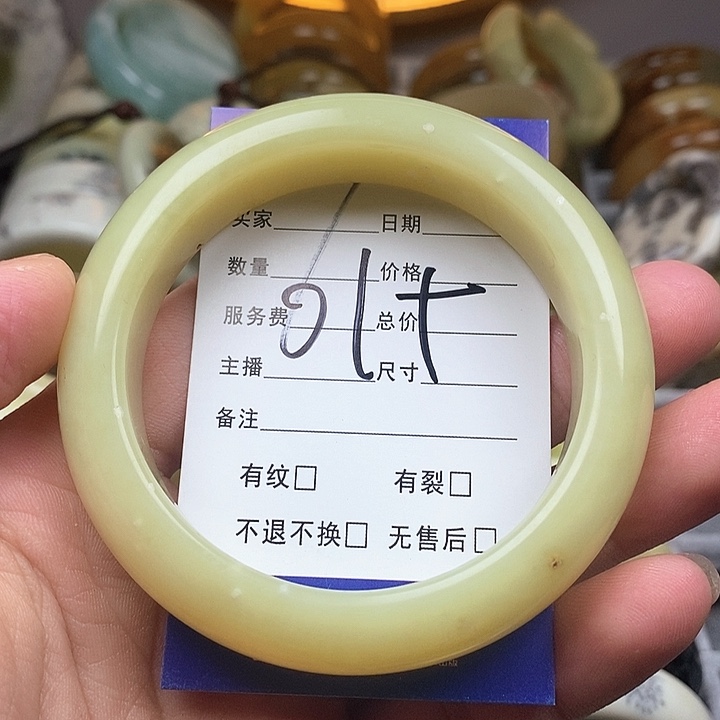 买家 日期
数量 价格
服务费 总价
主播 尺寸
备注
有纹□ 有裂□
不退不换□ 无售后□